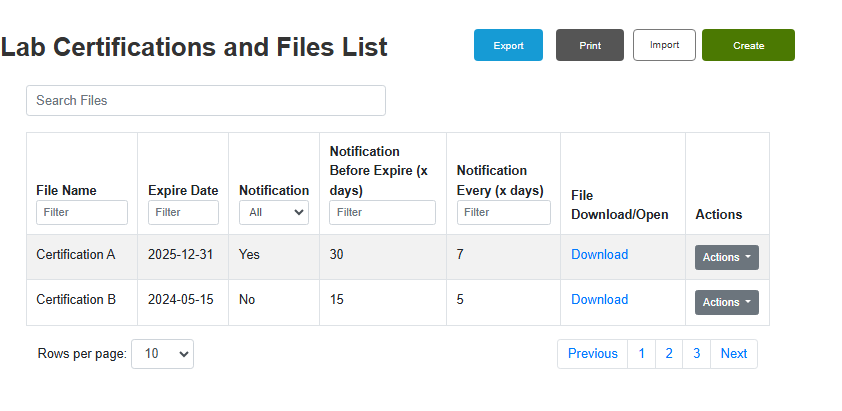 Lab Certifications and Files List
Export
Print
Import
Create
Search Files
File Name
Filter
Expire Date
Filter
Notification
All
Notification
Before Expire (x
days)
Filter
Notification
Every (x days)
Filter
File
Download/Open
Actions
Certification A 2025-12-31 Yes 30 7 Download Actions
Certification B 2024-05-15 No 15 5 Download Actions
Rows per page: 10
Previous 1 2 3 Next